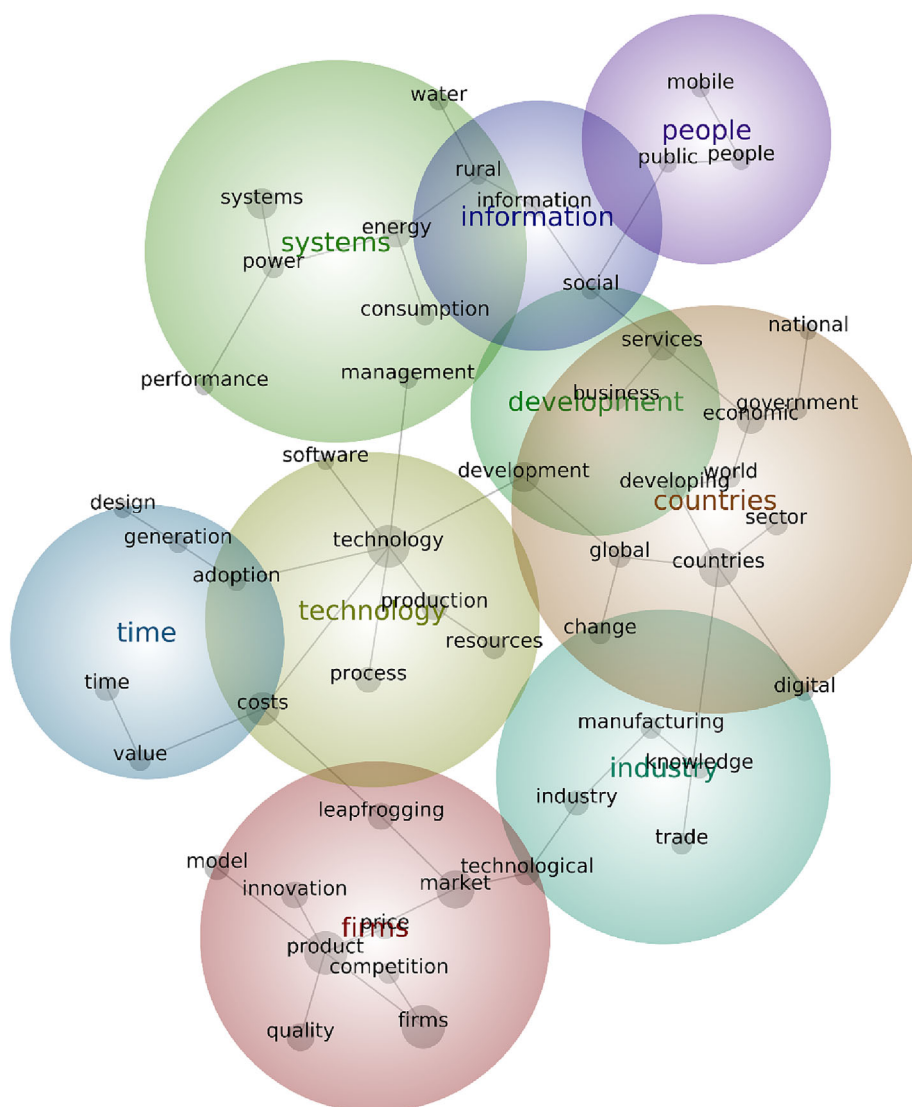 mobile
water
people
public
people
rural
systems
information
information
energy
systems
power
social
consumption
national
services
management
performance
business
development
government
economic
software
development
world
developing
countries
design
sector
generation
technology
global
countries
adoption
production
technology
change
time
resources
process
time
digital
costs
manufacturing
value
knowledge
industry
industry
leapfrogging
trade
model
technological
market
innovation
price
firms
product
competition
firms
quality